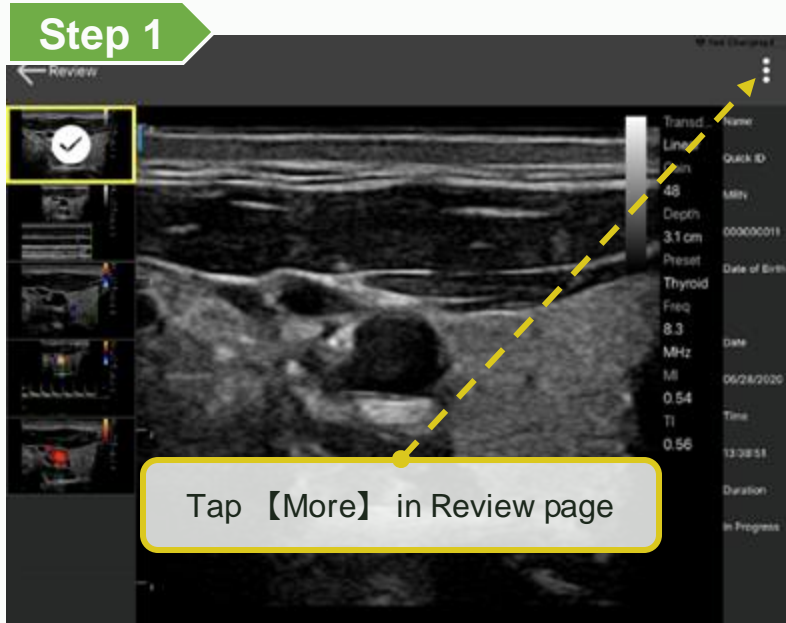 Step 1
Review
Transd...
Linear
Gain
48
Depth
3.1 cm
Preset
Thyroid
Freq
8.3
MHz
MI
0.54
TI
0.56
Name
Quick ID
MRN
000000011
Date of Birth
Date
06/28/2020
Time
13:38:51
Duration
In Progress
Tap 【More】 in Review page